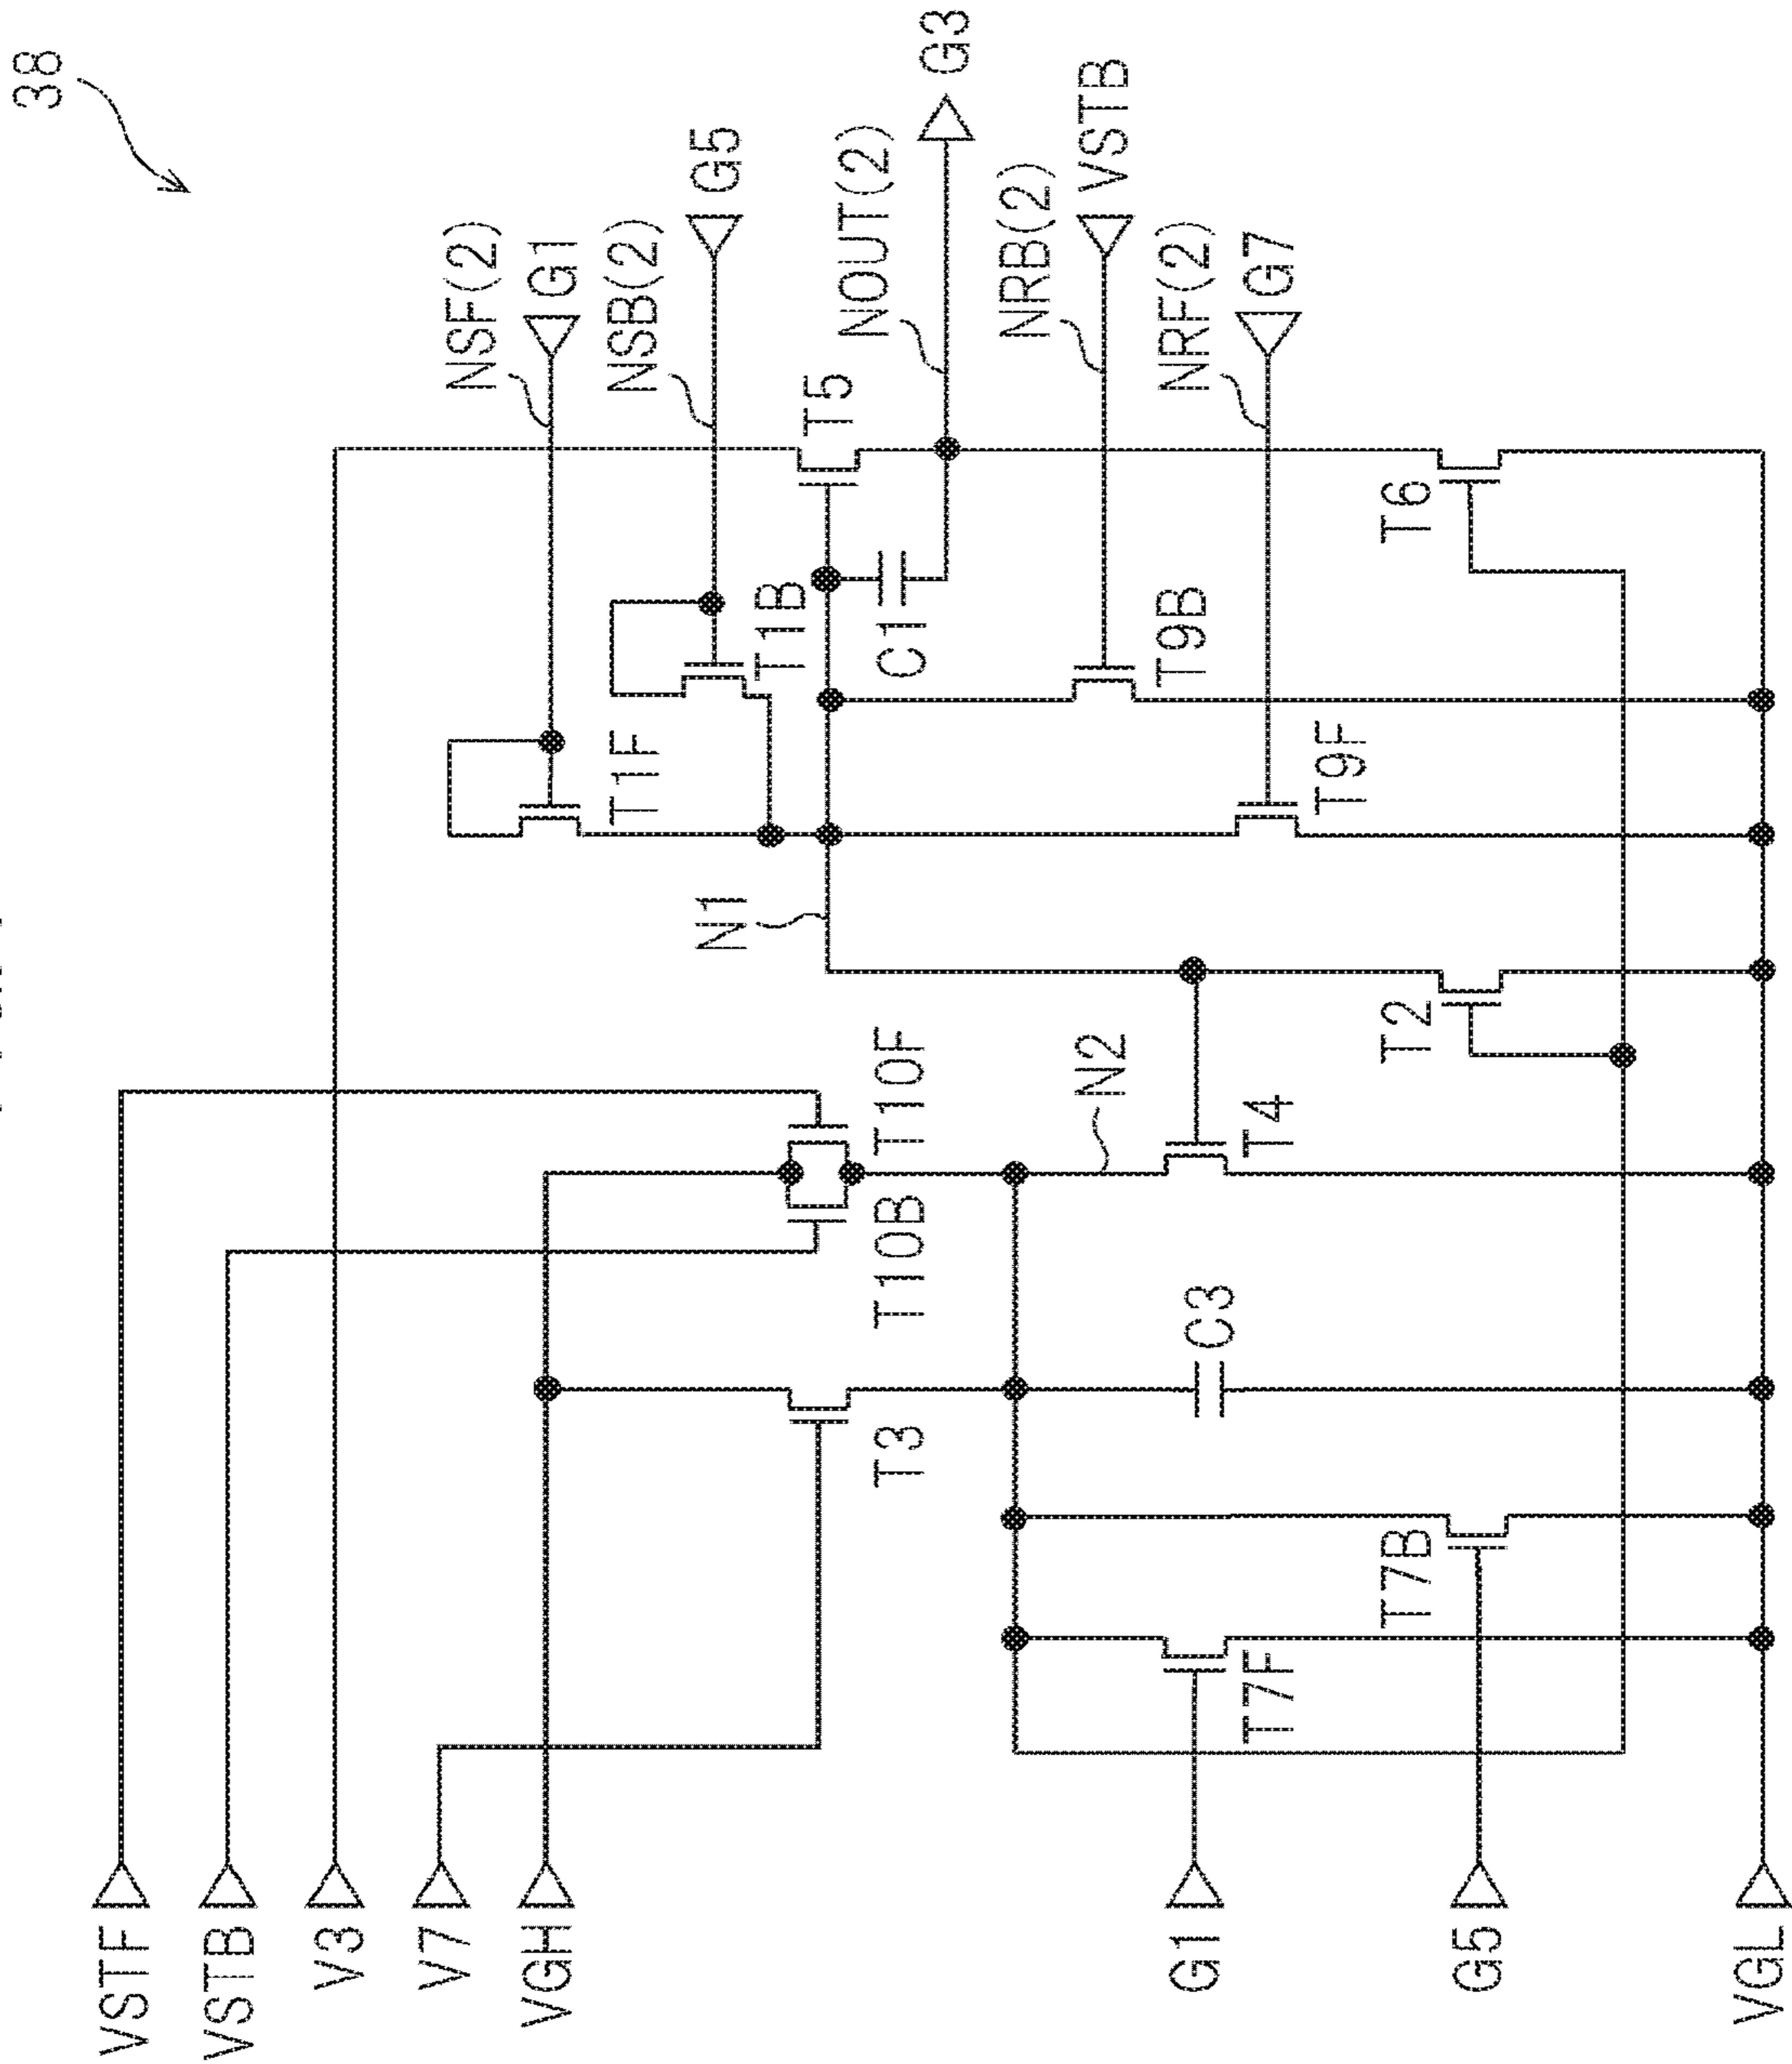 38
VSTF
VSTB
V3
V7
VGH
G1
G5
VGL
NSF(2)
G1
NSB(2)
G5
NOUT(2)
G3
NRB(2)
VSTB
NRF(2)
G7
T1F
T1B
T5
C1
N1
T9B
T9F
T6
T10F
T10B
N2
T4
T2
T3
C3
T7B
T7F